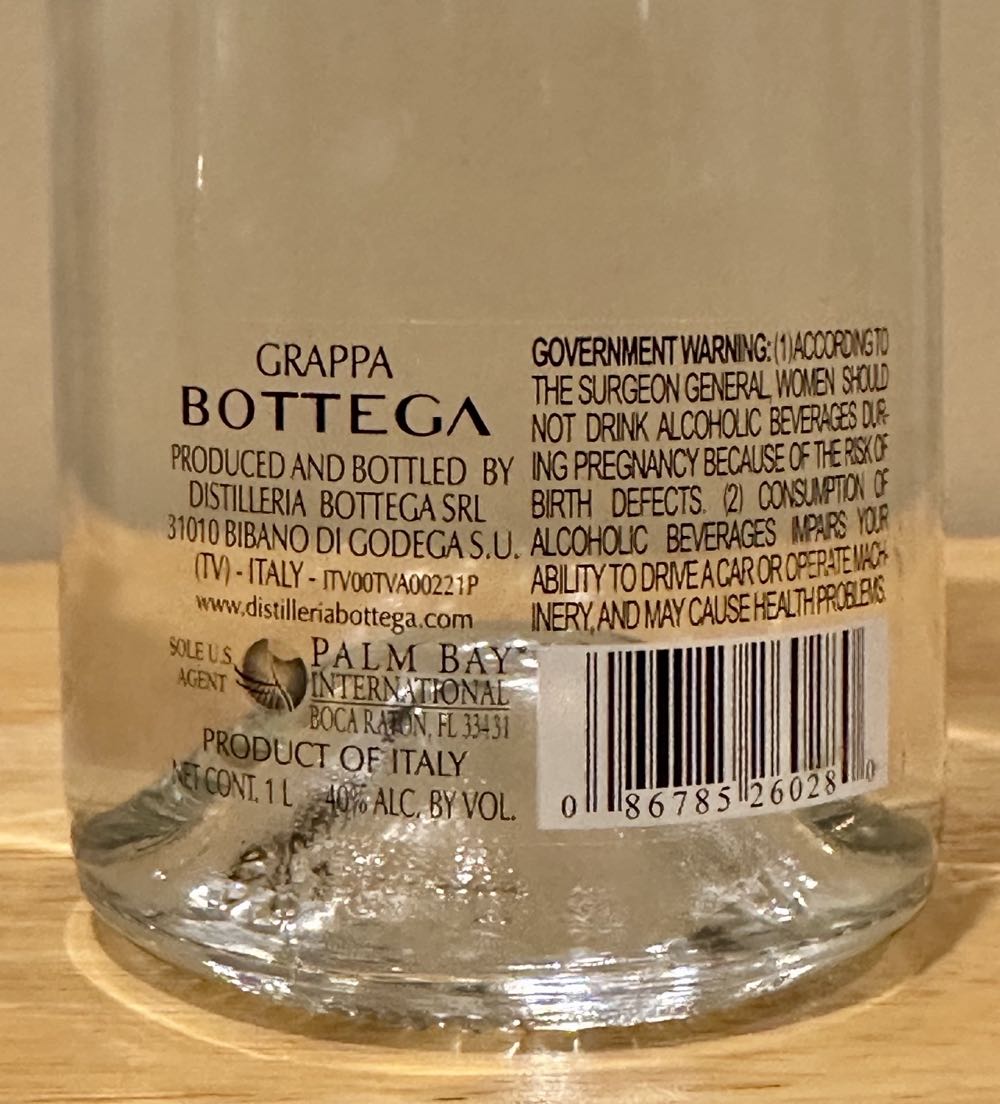 GRAPPA
BOTTEGA
PRODUCED AND BOTTLED BY
DISTILLERIA BOTTEGA SRL
31010 BIBANO DI GODEGA S.U.
(TV) - ITALY - ITV00TVA00221P
www.distilleriabottega.com
SOLE U.S.
AGENT
PALM BAY
INTERNATIONAL
BOCA RATON, FL 33431
PRODUCT OF ITALY
NET CONT. 1 L 40% ALC. BY VOL.
GOVERNMENT WARNING: (1) ACCORDING TO
THE SURGEON GENERAL, WOMEN SHOULD
NOT DRINK ALCOHOLIC BEVERAGES DUR-
ING PREGNANCY BECAUSE OF THE RISK OF
BIRTH DEFECTS. (2) CONSUMPTION OF
ALCOHOLIC BEVERAGES IMPAIRS YOUR
ABILITY TO DRIVE A CAR OR OPERATE MACH-
INERY, AND MAY CAUSE HEALTH PROBLEMS.
0 86785 26028 0